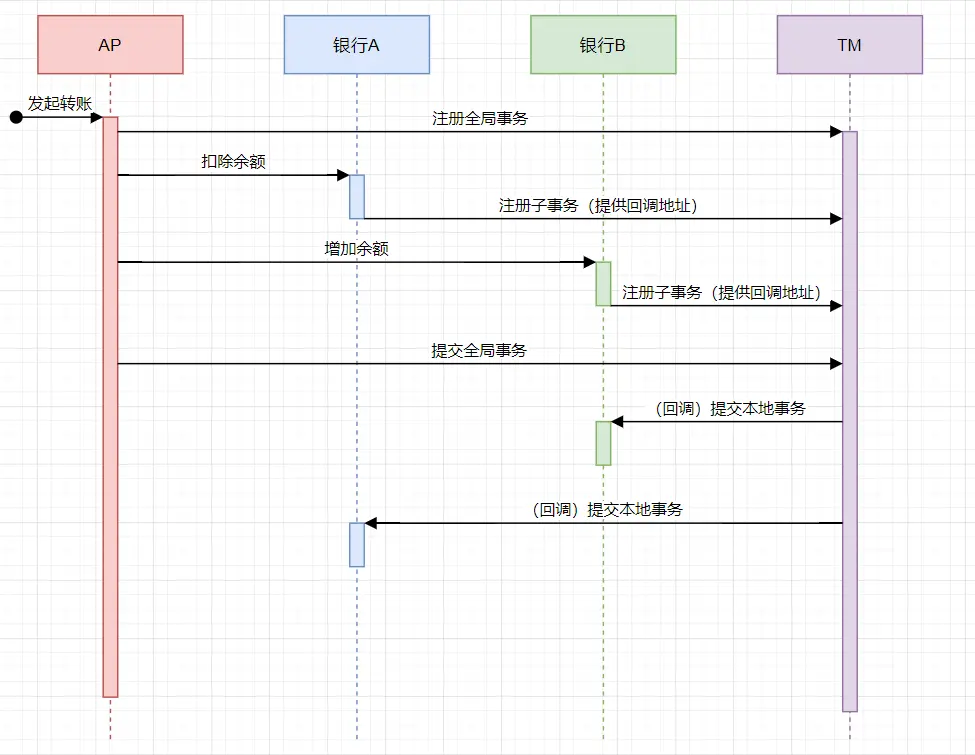 AP
银行A
银行B
TM
发起转账
注册全局事务
扣除余额
注册子事务（提供回调地址）
增加余额
注册子事务（提供回调地址）
提交全局事务
（回调）提交本地事务
（回调）提交本地事务